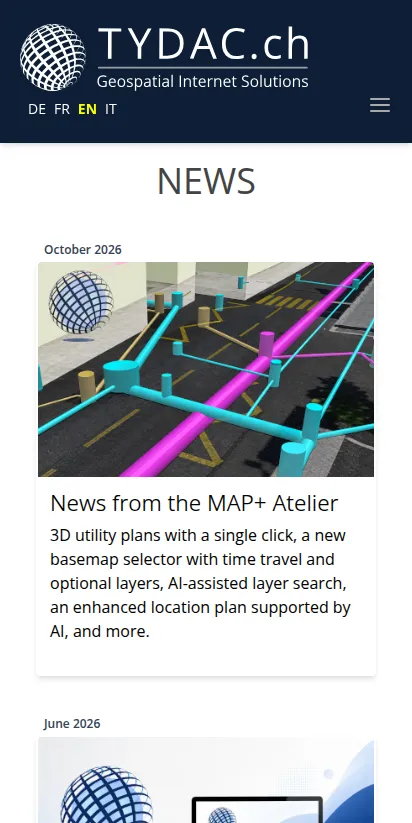 TYDAC.ch
Geospatial Internet Solutions
DE FR EN IT
NEWS
October 2026
News from the MAP+ Atelier
3D utility plans with a single click, a new
basemap selector with time travel and
optional layers, AI-assisted layer search,
an enhanced location plan supported by
AI, and more.
June 2026